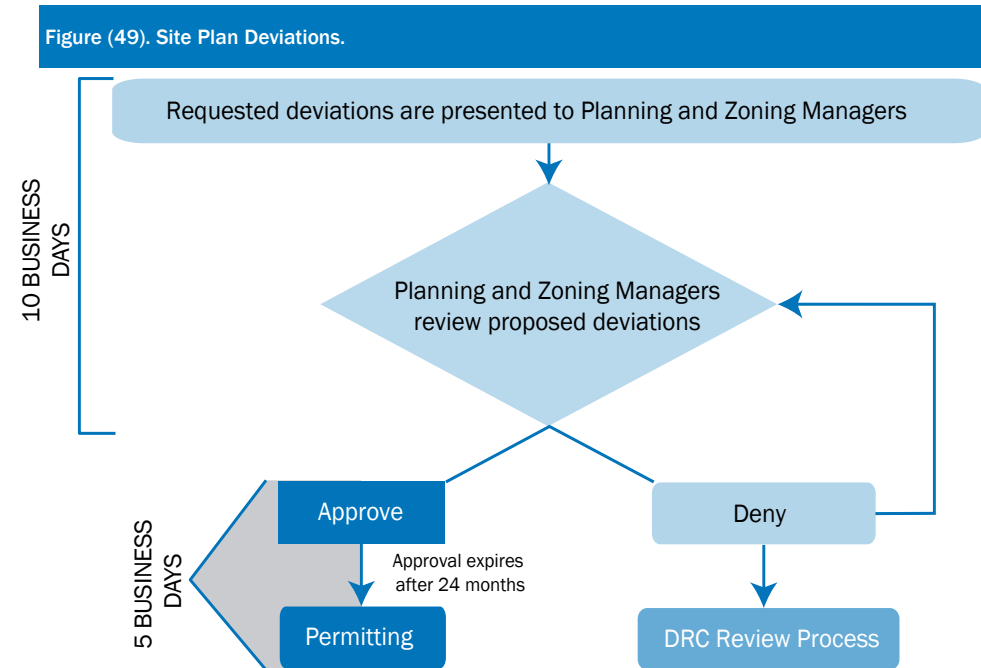 Figure (49). Site Plan Deviations.
Requested deviations are presented to Planning and Zoning Managers
10 BUSINESS
DAYS
Planning and Zoning Managers
review proposed deviations
Approve
Deny
5 BUSINESS
DAYS
Approval expires
after 24 months
Permitting
DRC Review Process